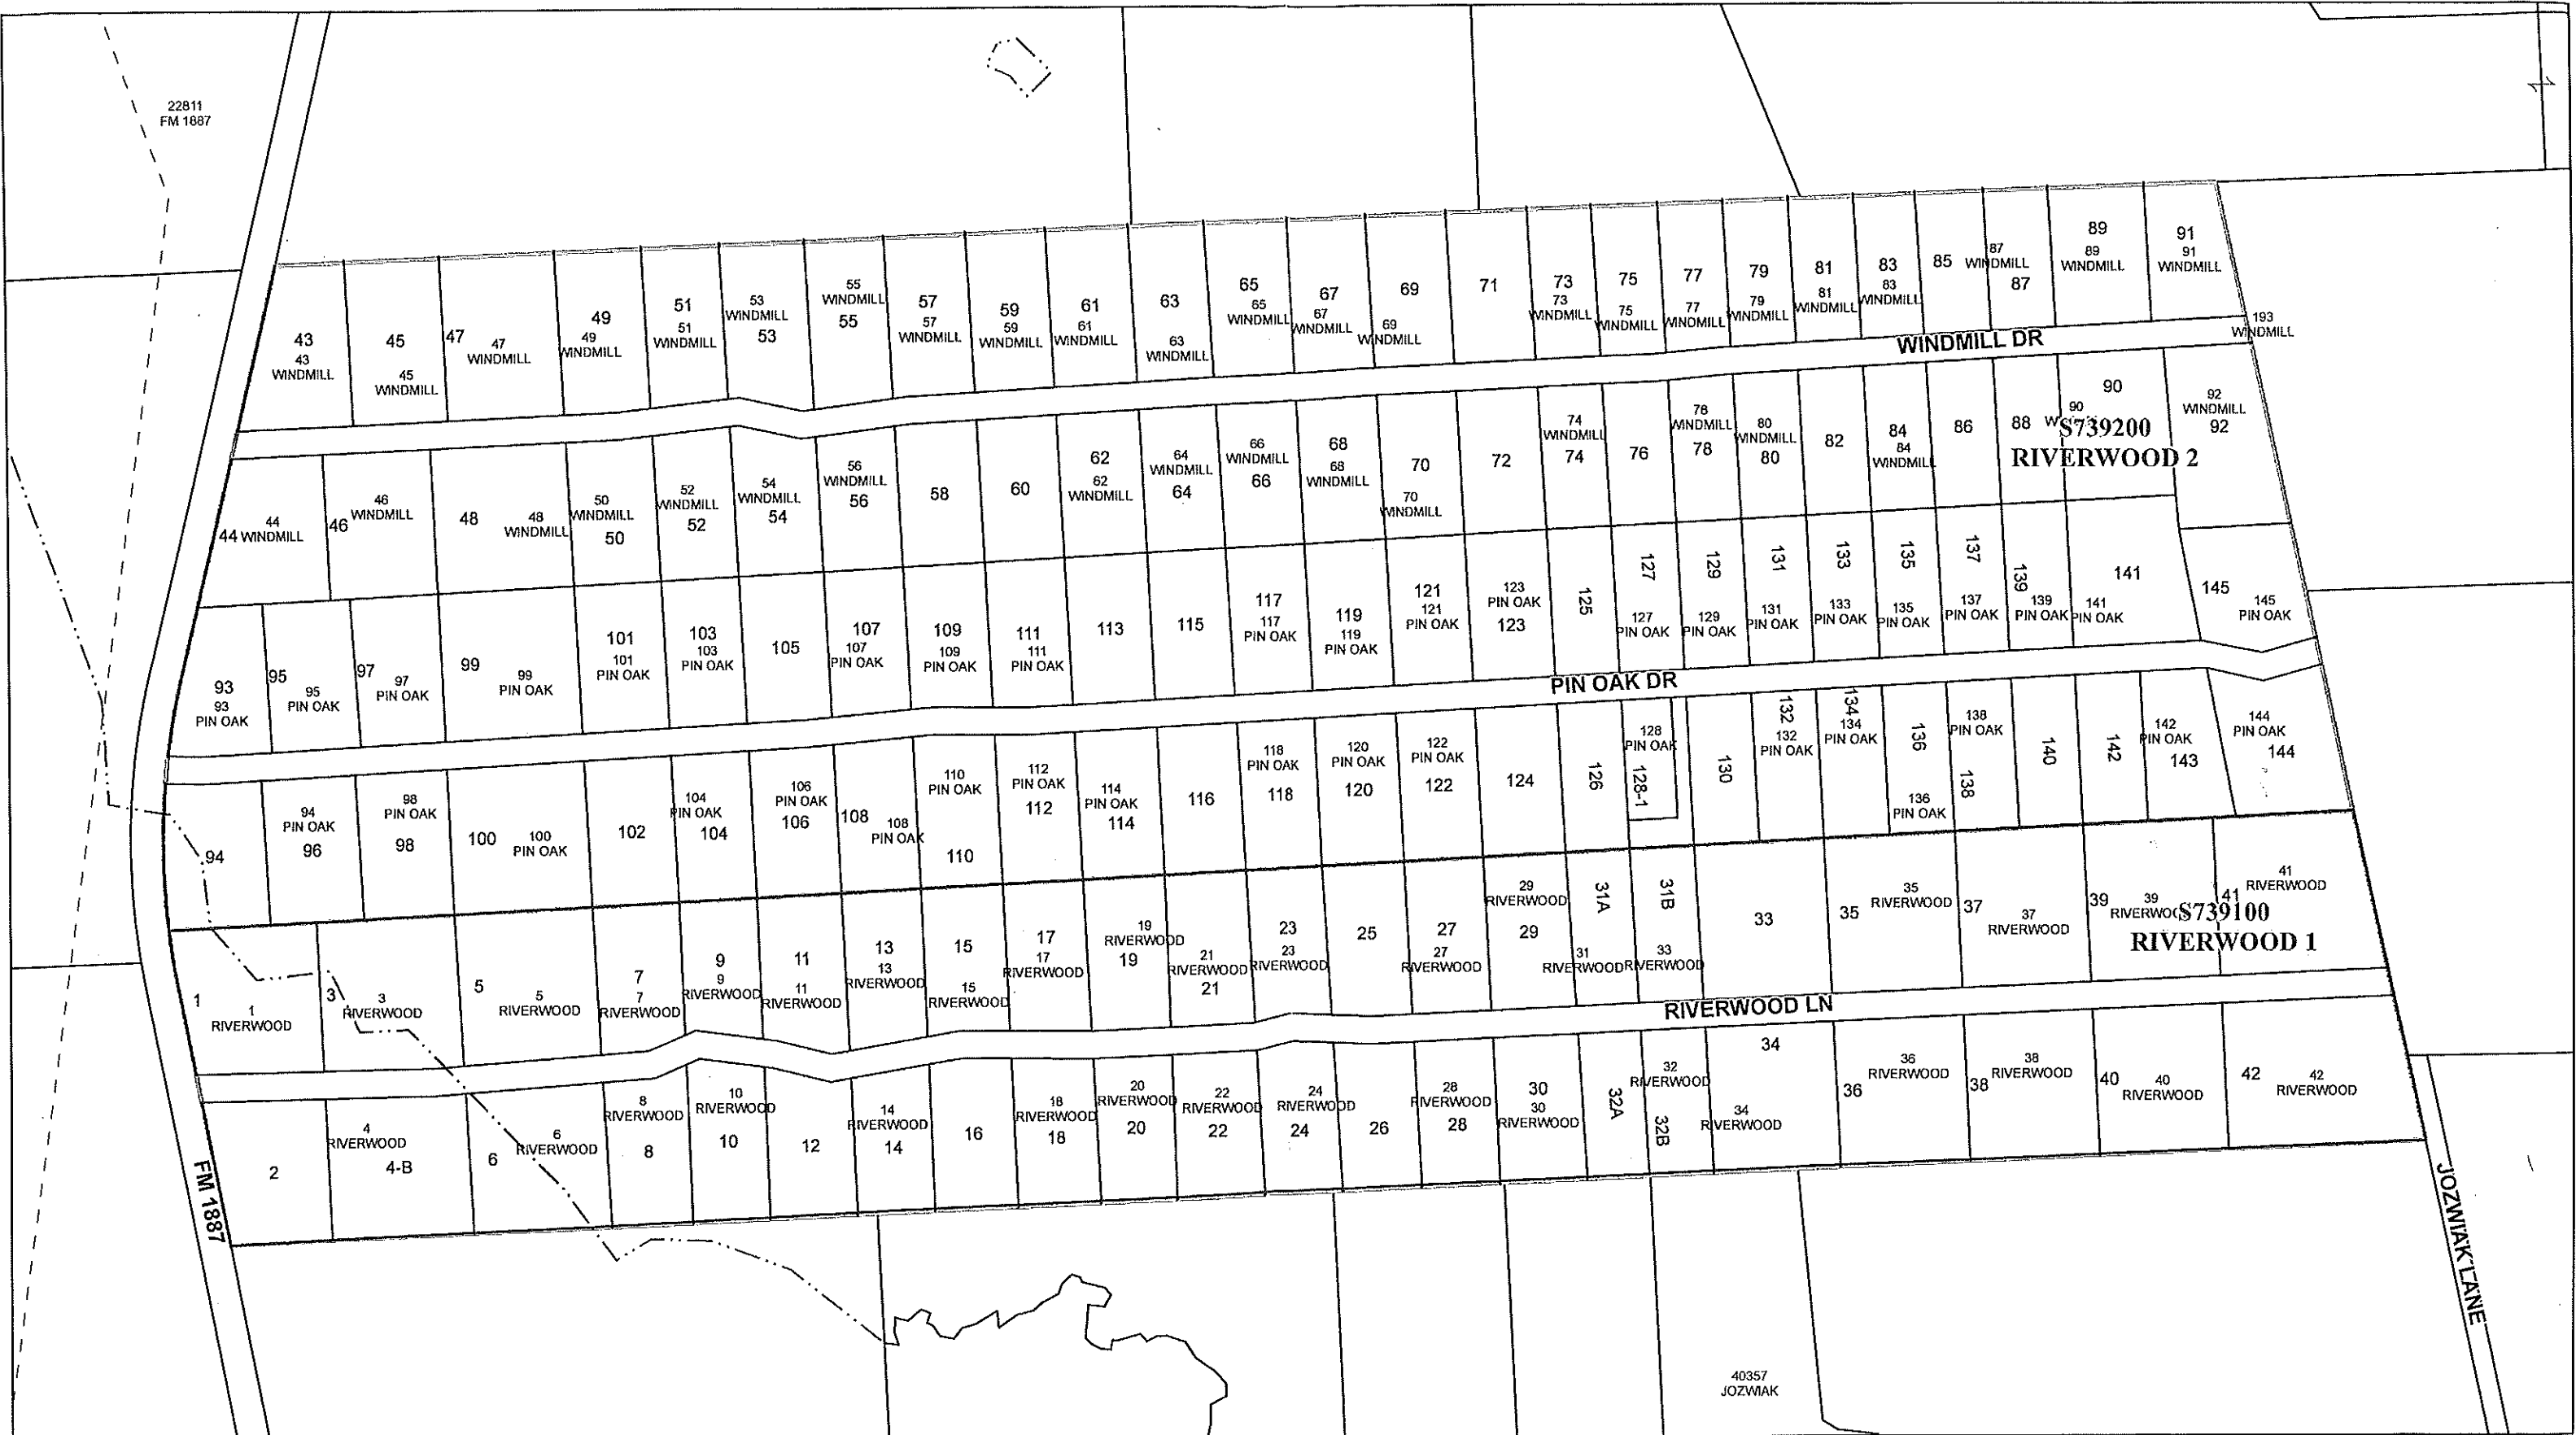 22811
FM 1887
43
43
WINDMILL
45
45
WINDMILL
47
47
WINDMILL
49
49
WINDMILL
51
51
WINDMILL
53
WINDMILL
53
55
WINDMILL
55
57
57
WINDMILL
59
59
WINDMILL
61
61
WINDMILL
63
63
WINDMILL
65
65
WINDMILL
67
67
WINDMILL
69
69
WINDMILL
71
73
73
WINDMILL
75
75
WINDMILL
77
77
WINDMILL
79
79
WINDMILL
81
81
WINDMILL
83
83
WINDMILL
85
87
WINDMILL
87
89
89
WINDMILL
91
91
WINDMILL
193
WINDMILL
WINDMILL DR
44
44
WINDMILL
46
46
WINDMILL
48
48
WINDMILL
50
WINDMILL
50
52
WINDMILL
52
54
WINDMILL
54
56
WINDMILL
56
58
60
62
62
WINDMILL
64
WINDMILL
64
66
WINDMILL
66
68
68
WINDMILL
70
70
WINDMILL
72
74
WINDMILL
74
76
78
WINDMILL
78
80
WINDMILL
80
82
84
84
WINDMILL
86
88
90
90
92
WINDMILL
92
S739200
RIVERWOOD 2
93
93
PIN OAK
95
95
PIN OAK
97
97
PIN OAK
99
99
PIN OAK
101
101
PIN OAK
103
103
PIN OAK
105
107
107
PIN OAK
109
109
PIN OAK
111
111
PIN OAK
113
115
117
117
PIN OAK
119
119
PIN OAK
121
121
PIN OAK
123
PIN OAK
123
125
127
127
PIN OAK
129
129
PIN OAK
131
131
PIN OAK
133
133
PIN OAK
135
135
PIN OAK
137
137
PIN OAK
139
139
PIN OAK
141
141
PIN OAK
145
145
PIN OAK
PIN OAK DR
94
94
PIN OAK
96
98
PIN OAK
98
100
100
PIN OAK
102
104
PIN OAK
104
106
PIN OAK
106
108
108
PIN OAK
110
PIN OAK
110
112
PIN OAK
112
114
PIN OAK
114
116
118
PIN OAK
118
120
PIN OAK
120
122
PIN OAK
122
124
126
128
PIN OAK
128-1
130
132
132
PIN OAK
134
134
PIN OAK
136
136
PIN OAK
138
PIN OAK
138
140
142
142
PIN OAK
143
144
PIN OAK
144
1
1
RIVERWOOD
3
3
RIVERWOOD
5
5
RIVERWOOD
7
7
RIVERWOOD
9
9
RIVERWOOD
11
11
RIVERWOOD
13
13
RIVERWOOD
15
15
RIVERWOOD
17
17
RIVERWOOD
19
RIVERWOOD
19
21
RIVERWOOD
21
23
23
RIVERWOOD
25
27
27
RIVERWOOD
29
RIVERWOOD
29
31A
31
RIVERWOOD
31B
33
RIVERWOOD
33
35
35
RIVERWOOD
37
37
RIVERWOOD
39
39
41
41
RIVERWOOD
S739100
RIVERWOOD 1
RIVERWOOD LN
2
4
RIVERWOOD
4-B
6
6
RIVERWOOD
8
RIVERWOOD
8
10
RIVERWOOD
10
12
14
RIVERWOOD
14
16
18
RIVERWOOD
18
20
RIVERWOOD
20
22
RIVERWOOD
22
24
RIVERWOOD
24
26
28
RIVERWOOD
28
30
30
RIVERWOOD
32A
32
RIVERWOOD
32B
34
34
RIVERWOOD
36
36
RIVERWOOD
38
38
RIVERWOOD
40
40
RIVERWOOD
42
42
RIVERWOOD
FM 1887
JOZWIAK LANE
40357
JOZWIAK